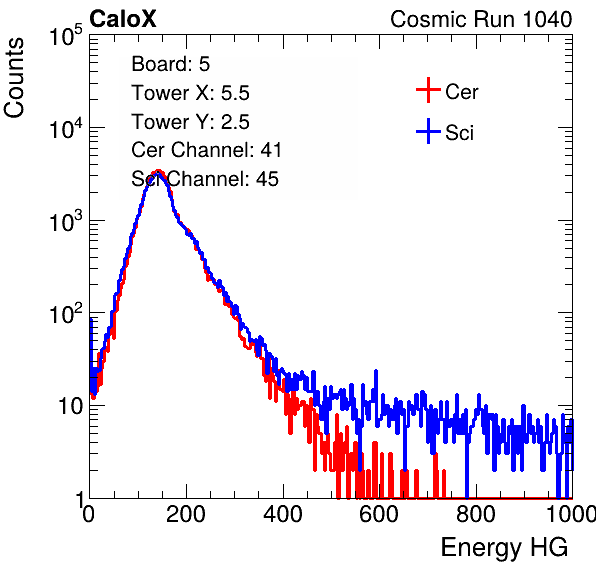 CaloX Cosmic Run 1040
Counts
Board: 5
Tower X: 5.5
Tower Y: 2.5
Cer Channel: 41
Sci Channel: 45
Cer
Sci
10^5
10^4
10^3
10^2
10
1
0 200 400 600 800 1000
Energy HG